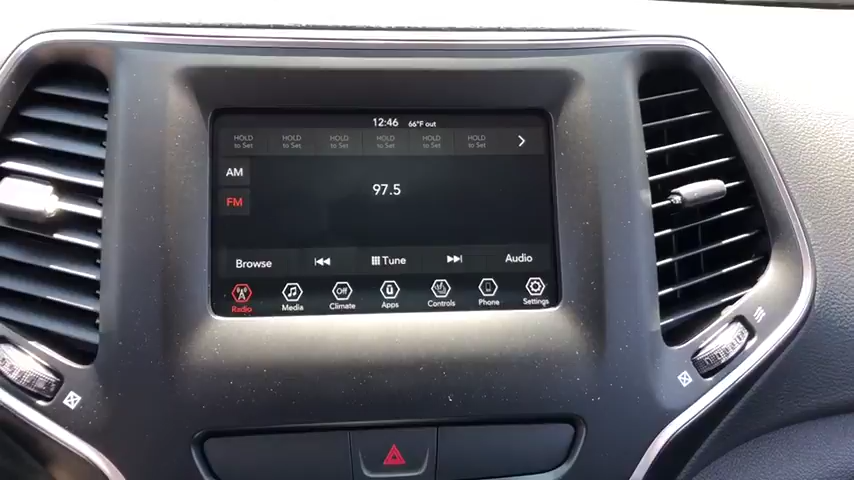 12:46 66°F out
HOLD to Set HOLD to Set HOLD to Set HOLD to Set HOLD to Set HOLD to Set
AM
97.5
FM
Browse Tune Audio
Off
Radio Media Climate Apps Controls Phone Settings